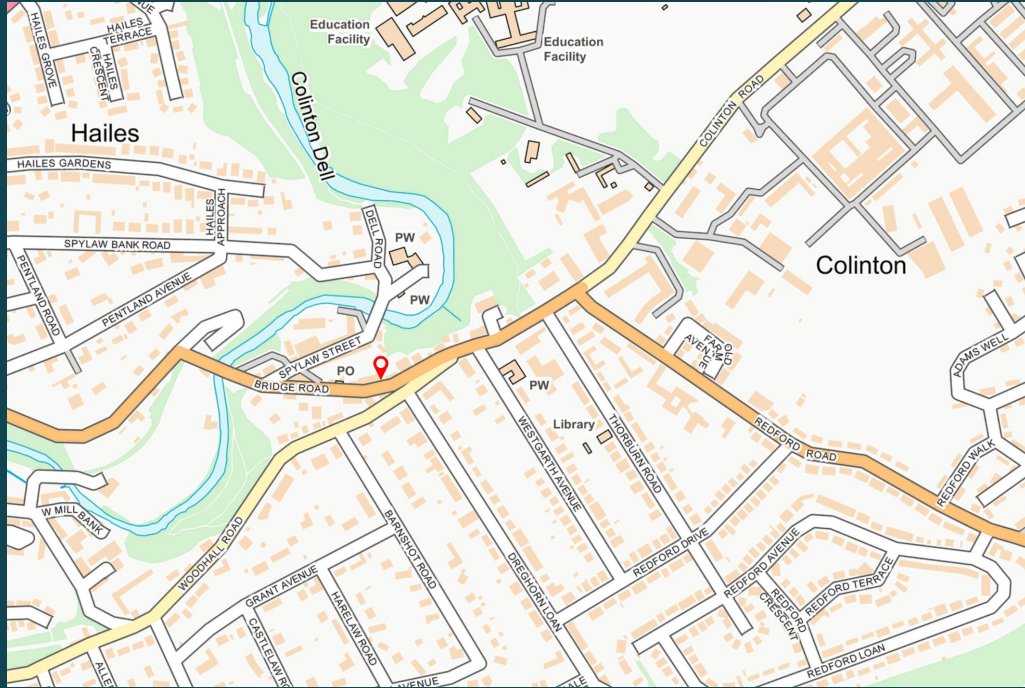 Education
Facility
Education
Facility
HAILES GROVE
HAILES
TERRACE
HAILES
CRESCENT
Colinton Dell
COLINTON ROAD
Hailes
HAILES GARDENS
HAILES
APPROACH
DELL ROAD
PW
SPYLAW BANK ROAD
Colinton
PENTLAND ROAD
PENTLAND AVENUE
PW
SPYLAW STREET
OLD
FARM
AVENUE
ADAMS WELL
PO
BRIDGE ROAD
PW
Library
WESTGARTH AVENUE
THORBURN ROAD
REDFORD ROAD
REDFORD WALK
W MILL BANK
WOODHALL ROAD
BARNSHOT ROAD
DREGHORN LOAN
REDFORD DRIVE
REDFORD AVENUE
GRANT AVENUE
HARELAW ROAD
REDFORD
CRESCENT
REDFORD TERRACE
CASTLELAW RO
REDFORD LOAN
ALLE
AVENUE